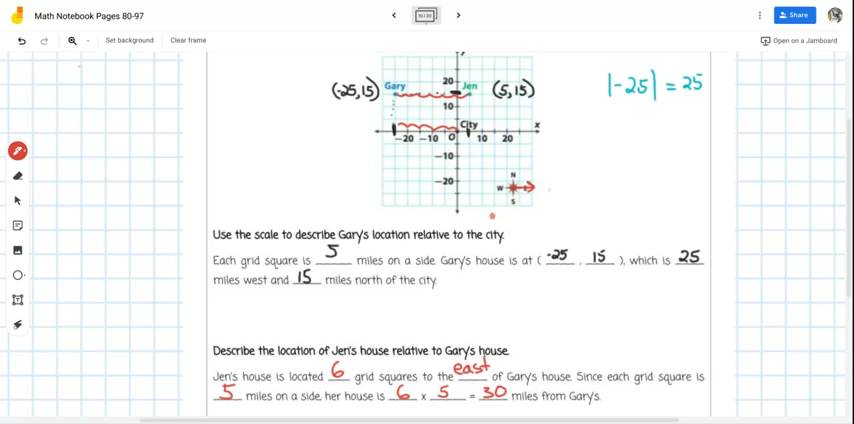 Math Notebook Pages 80-97
10 / 20
Share
Set background
Clear frame
Open on a Jamboard
(-25,15) Gary 20 Jen (5,15)
|-25| = 25
10
City x
-20 -10 0 10 20
-10
-20
N
W
S
Use the scale to describe Gary's location relative to the city.
Each grid square is 5 miles on a side. Gary's house is at ( -25 , 15 ), which is 25
miles west and 15 miles north of the city.
Describe the location of Jen's house relative to Gary's house.
Jen's house is located 6 grid squares to the east of Gary's house. Since each grid square is
5 miles on a side, her house is 6 x 5 = 30 miles from Gary's.